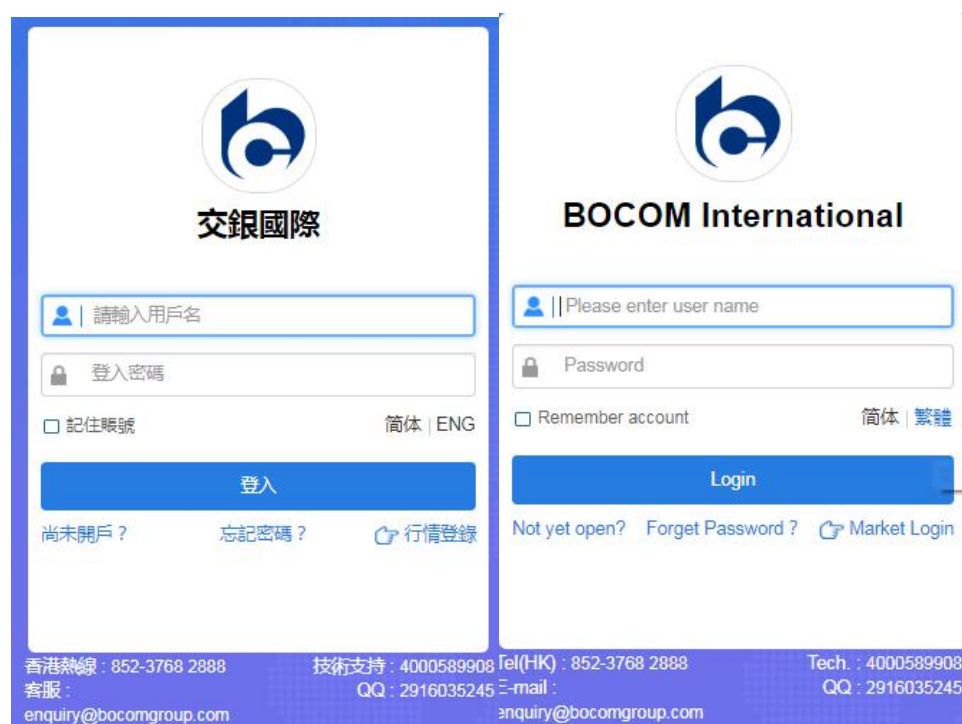 交銀國際
請輸入用戶名
登入密碼
記住賬號
简体 | ENG
登入
尚未開戶？
忘記密碼？
行情登錄
香港熱線 : 852-3768 2888
技術支持 : 4000589908
客服 :
QQ : 2916035245
enquiry@bocomgroup.com
BOCOM International
Please enter user name
Password
Remember account
简体 | 繁體
Login
Not yet open?
Forget Password ?
Market Login
Tel(HK) : 852-3768 2888
Tech. : 4000589908
E-mail :
QQ : 2916035245
enquiry@bocomgroup.com